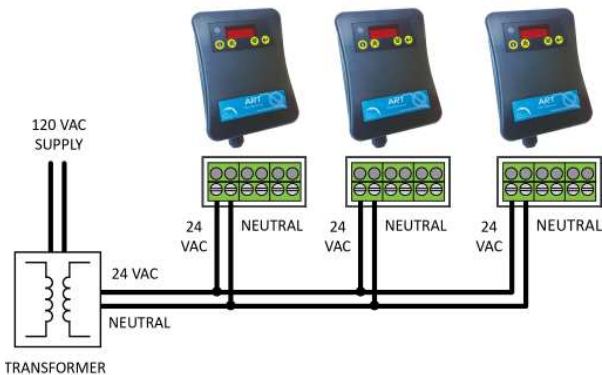 ART
ART
ART
120 VAC
SUPPLY
24
VAC
NEUTRAL
24
VAC
NEUTRAL
24
VAC
NEUTRAL
24 VAC
NEUTRAL
TRANSFORMER